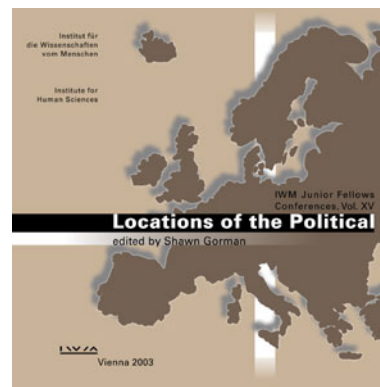 Institut für
die Wissenschaften
vom Menschen
Institute for
Human Sciences
IWM Junior Fellows
Conferences, Vol. XV
Locations of the Political
edited by Shawn Gorman
IWM
Vienna 2003